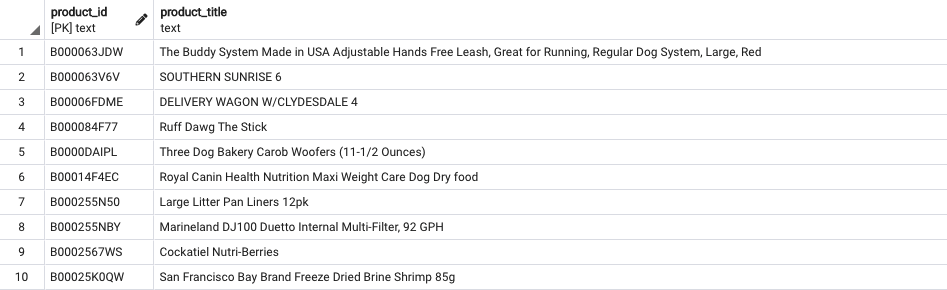 product_id product_title
[PK] text text
1 B000063JDW The Buddy System Made in USA Adjustable Hands Free Leash, Great for Running, Regular Dog System, Large, Red
2 B000063V6V SOUTHERN SUNRISE 6
3 B00006FDME DELIVERY WAGON W/CLYDESDALE 4
4 B000084F77 Ruff Dawg The Stick
5 B0000DAIPL Three Dog Bakery Carob Woofers (11-1/2 Ounces)
6 B00014F4EC Royal Canin Health Nutrition Maxi Weight Care Dog Dry food
7 B000255N50 Large Litter Pan Liners 12pk
8 B000255NBY Marineland DJ100 Duetto Internal Multi-Filter, 92 GPH
9 B0002567WS Cockatiel Nutri-Berries
10 B00025K0QW San Francisco Bay Brand Freeze Dried Brine Shrimp 85g